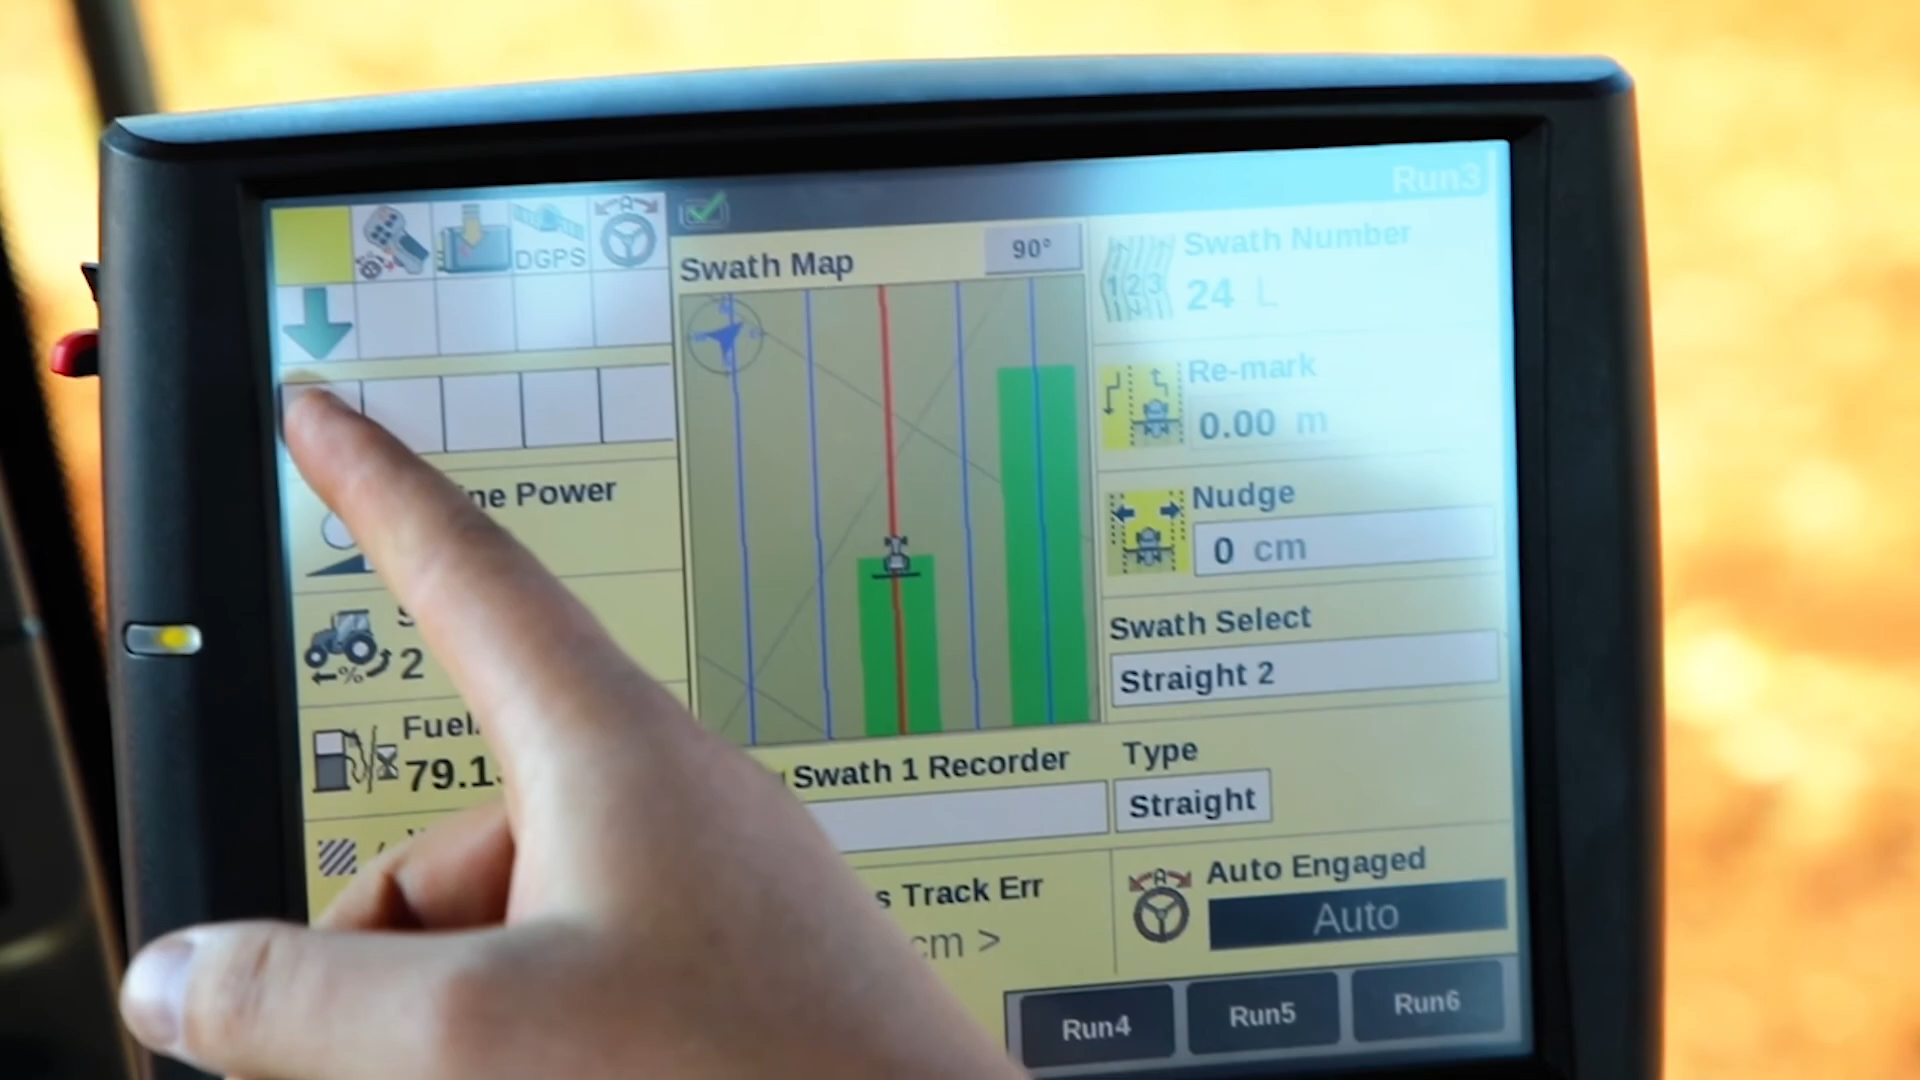 Run3
A
DGPS
Swath Map
90°
Swath Number
123
24 L
Re-mark
0.00 m
ne Power
Nudge
0 cm
Swath Select
2
Straight 2
%
Fuel
79.1
Swath 1 Recorder
Type
Straight
s Track Err
cm >
A
Auto Engaged
Auto
Run4
Run5
Run6